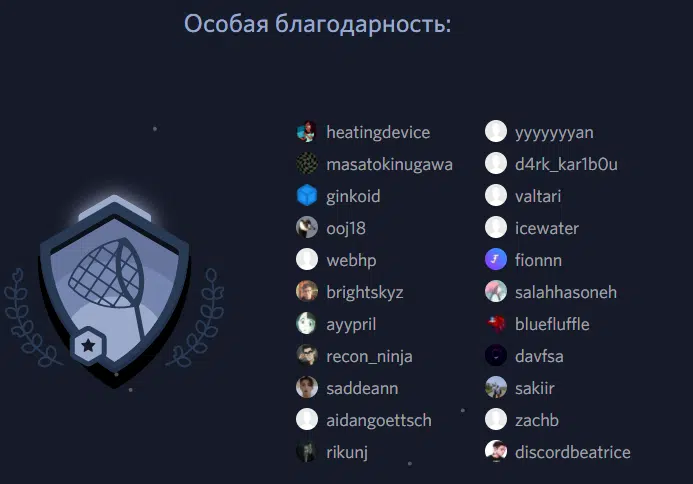 Особая благодарность:
heatingdevice
masatokinugawa
ginkoid
ooj18
webhp
brightskyz
ayypril
recon_ninja
saddeann
aidangoettsch
rikunj
yyyyyyyan
d4rk_kar1b0u
valtari
icewater
fionnn
salahhasoneh
bluefluffle
davfsa
sakiir
zachb
discordbeatrice